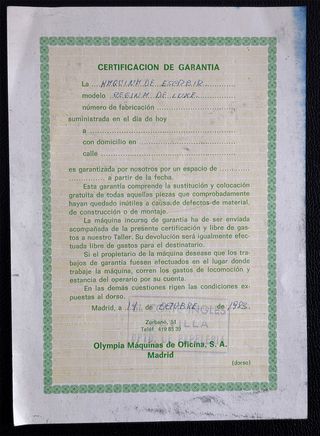 CERTIFICACION DE GARANTIA
La ... MAQUINA DE ESCRIBIR
modelo REGINA DE LUXE
número de fabricación
suministrada en el día de hoy
a
con domicilio en
calle
es garantizada por nosotros por un espacio de
a partir de la fecha.
Esta garantía comprende la sustitución y colocación
gratuita de todas aquellas piezas que comprobadamente
hayan quedado inútiles a causa de defectos de material,
de construcción o de montaje.
La máquina incursa de garantía ha de ser enviada
acompañada de la presente certificación y libre de gas-
tos a nuestro Taller. Su devolución será igualmente efec-
tuada libre de gastos para el destinatario.
Si el propietario de la máquina desease que los tra-
bajos de garantía fuesen efectuados en el lugar donde
trabaje la máquina, corren los gastos de locomoción y
estancia del operario por su cuenta.
En las demás cuestiones rigen las condiciones ex-
puestas al dorso.
Madrid, a 14 de OCTUBRE de 1983
Zurbano, 51
Teléf. 419 85 39
Olympia Máquinas de Oficina, S. A.
Madrid
(dorso)